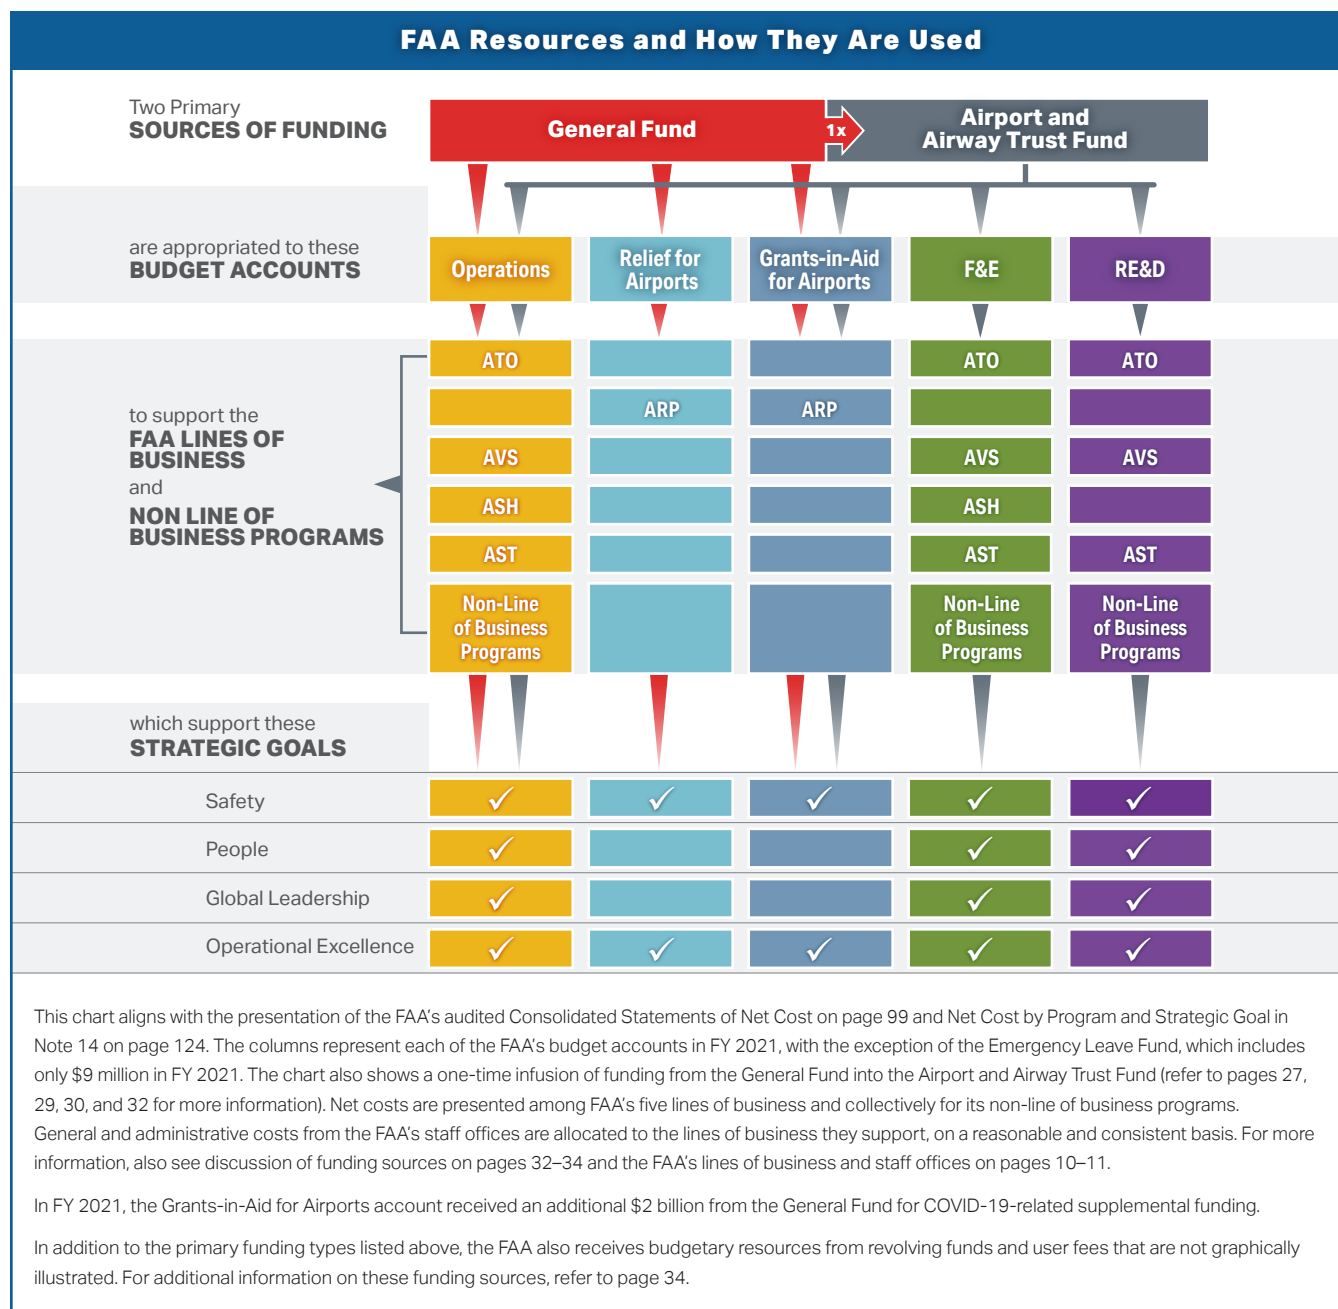 FAA Resources and How They Are Used
Two Primary
SOURCES OF FUNDING
General Fund
1x
Airport and
Airway Trust Fund
are appropriated to these
BUDGET ACCOUNTS
Operations
Relief for
Airports
Grants-in-Aid
for Airports
F&E
RE&D
to support the
FAA LINES OF
BUSINESS
and
NON LINE OF
BUSINESS PROGRAMS
ATO
ATO
ATO
ARP
ARP
AVS
AVS
AVS
ASH
ASH
AST
AST
AST
Non-Line
of Business
Programs
Non-Line
of Business
Programs
Non-Line
of Business
Programs
which support these
STRATEGIC GOALS
Safety
People
Global Leadership
Operational Excellence
This chart aligns with the presentation of the FAA's audited Consolidated Statements of Net Cost on page 99 and Net Cost by Program and Strategic Goal in
Note 14 on page 124. The columns represent each of the FAA's budget accounts in FY 2021, with the exception of the Emergency Leave Fund, which includes
only $9 million in FY 2021. The chart also shows a one-time infusion of funding from the General Fund into the Airport and Airway Trust Fund (refer to pages 27,
29, 30, and 32 for more information). Net costs are presented among FAA's five lines of business and collectively for its non-line of business programs.
General and administrative costs from the FAA's staff offices are allocated to the lines of business they support, on a reasonable and consistent basis. For more
information, also see discussion of funding sources on pages 32–34 and the FAA's lines of business and staff offices on pages 10–11.
In FY 2021, the Grants-in-Aid for Airports account received an additional $2 billion from the General Fund for COVID-19-related supplemental funding.
In addition to the primary funding types listed above, the FAA also receives budgetary resources from revolving funds and user fees that are not graphically
illustrated. For additional information on these funding sources, refer to page 34.